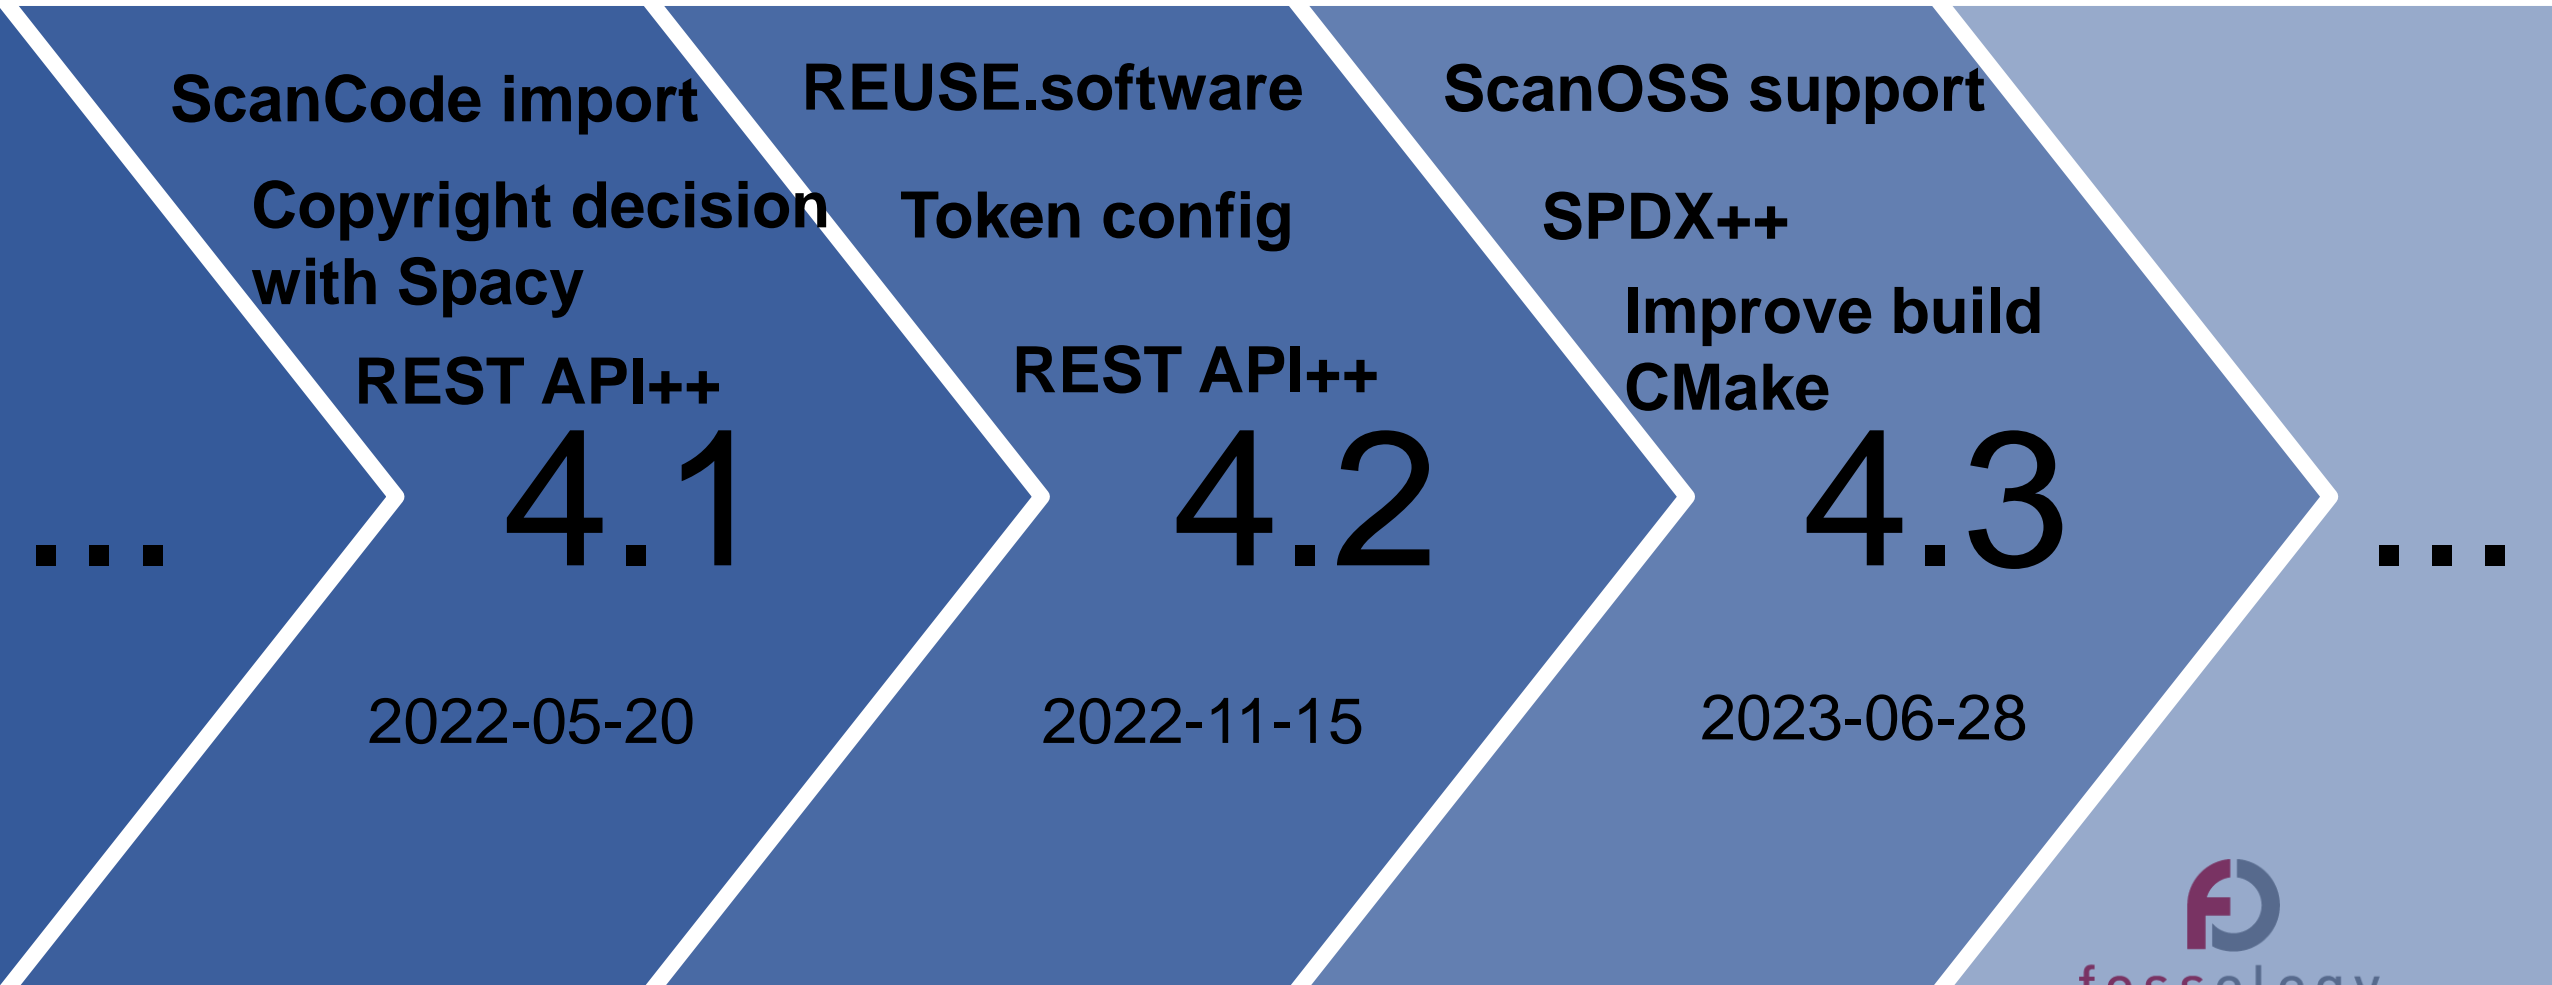 ...
ScanCode import
Copyright decision
with Spacy
REST API++
4.1
2022-05-20
REUSE.software
Token config
REST API++
4.2
2022-11-15
ScanOSS support
SPDX++
Improve build
CMake
4.3
2023-06-28
...
fossology